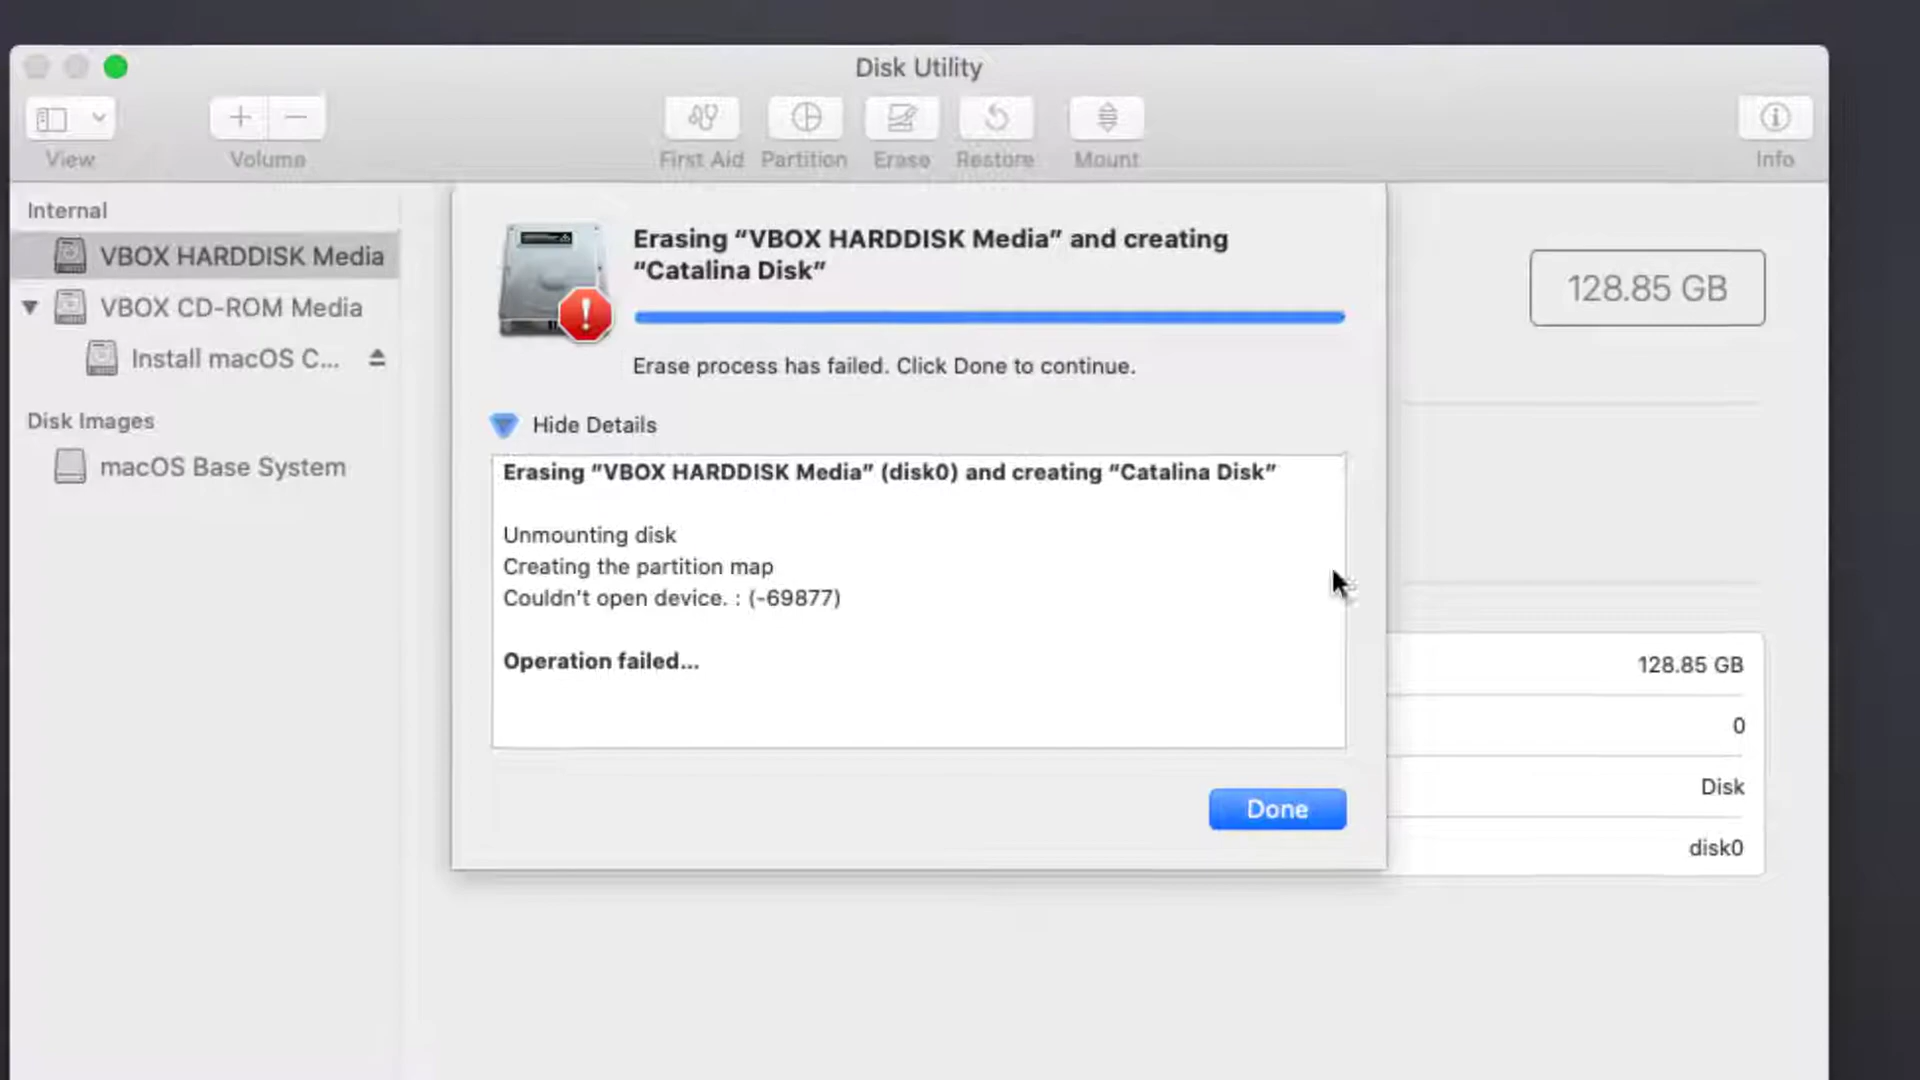 Disk Utility
View
Volume
First Aid
Partition
Erase
Restore
Mount
Info
Internal
VBOX HARDDISK Media
VBOX CD-ROM Media
Install macOS C...
Disk Images
macOS Base System
Erasing “VBOX HARDDISK Media” and creating
“Catalina Disk”
Erase process has failed. Click Done to continue.
Hide Details
Erasing “VBOX HARDDISK Media” (disk0) and creating “Catalina Disk”
Unmounting disk
Creating the partition map
Couldn’t open device. : (-69877)
Operation failed...
Done
128.85 GB
128.85 GB
0
Disk
disk0